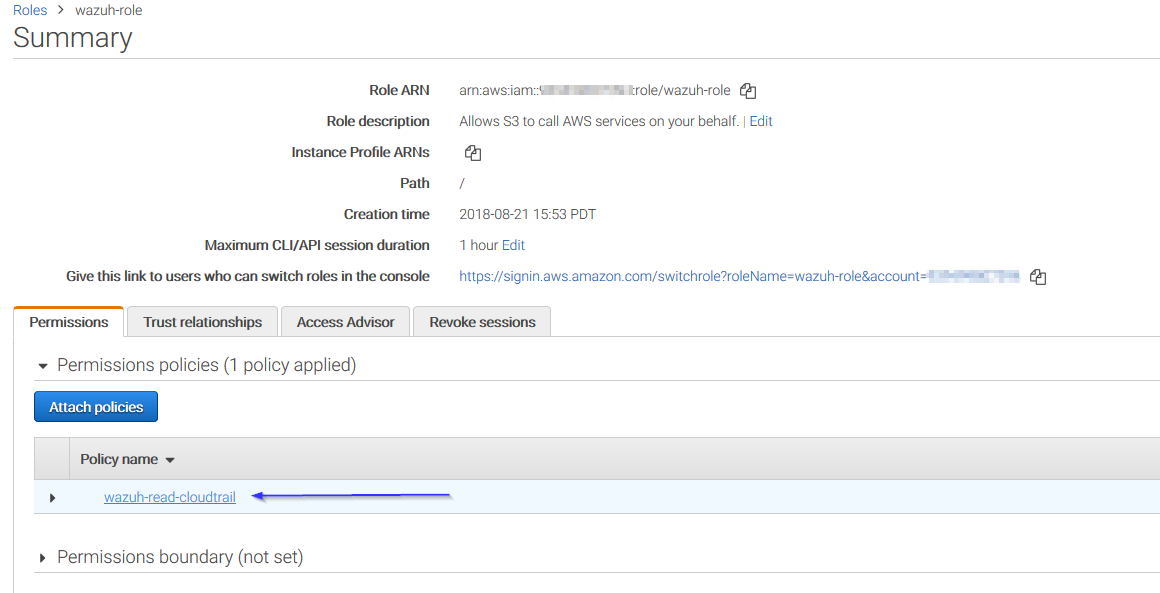 Roles > wazuh-role
Summary
Role ARN arn:aws:iam:: :role/wazuh-role
Role description Allows S3 to call AWS services on your behalf. | Edit
Instance Profile ARNs
Path /
Creation time 2018-08-21 15:53 PDT
Maximum CLI/API session duration 1 hour Edit
Give this link to users who can switch roles in the console https://signin.aws.amazon.com/switchrole?roleName=wazuh-role&account=
Permissions Trust relationships Access Advisor Revoke sessions
Permissions policies (1 policy applied)
Attach policies
Policy name
wazuh-read-cloudtrail
Permissions boundary (not set)